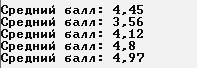 Средний балл: 4,45
Средний балл: 3,56
Средний балл: 4,12
Средний балл: 4,8
Средний балл: 4,97